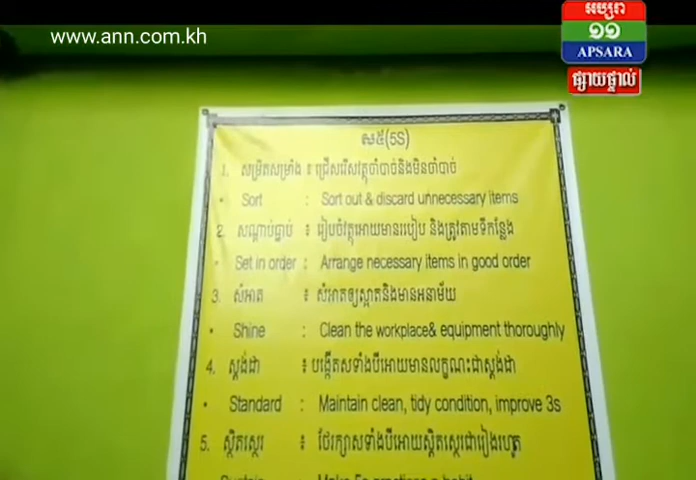 www.ann.com.kh
អប្សរា
១១
APSARA
ផ្សាយផ្ទាល់
ស៥(5S)
1. សម្រិតសម្រាំង ៖ ជ្រើសរើសវត្ថុចាំបាច់និងមិនចាំបាច់
• Sort : Sort out & discard unnecessary items
2. សណ្តាប់ធ្នាប់ ៖ រៀបចំវត្ថុអោយមានរបៀប និងត្រូវតាមទីកន្លែង
• Set in order : Arrange necessary items in good order
3. សំអាត ៖ សំអាតឲ្យស្អាតនិងមានអនាម័យ
• Shine : Clean the workplace& equipment thoroughly
4. ស្តង់ដា ៖ បង្កើតសទាំងបីអោយមានលក្ខណះជាស្តង់ដា
• Standard : Maintain clean, tidy condition, improve 3s
5. ស្ថិតស្ថេរ ៖ ថែរក្សាសទាំងបីអោយស្ថិតស្ថេរជារៀងរហូត